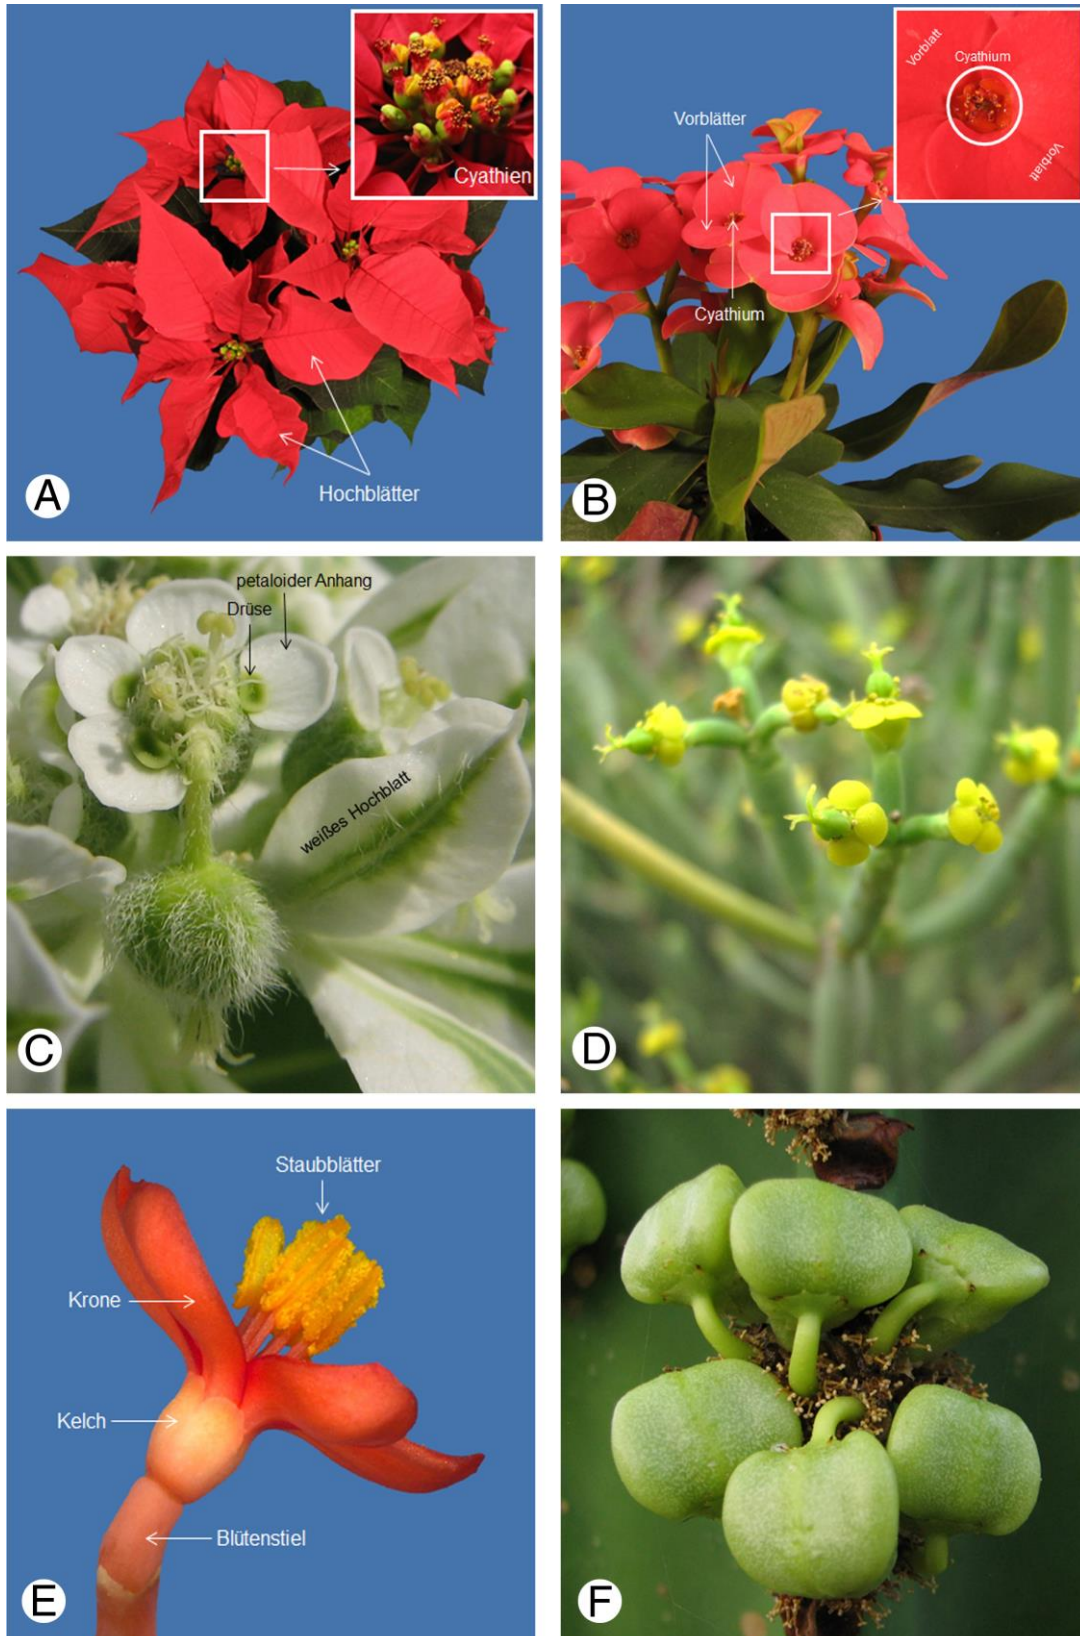 Cyathien
Hochblätter
A
Vorblatt
Cyathium
Vorblatt
Vorblätter
Cyathium
B
petaloider Anhang
Drüse
weißes Hochblatt
C
D
Staubblätter
Krone
Kelch
Blütenstiel
E
F